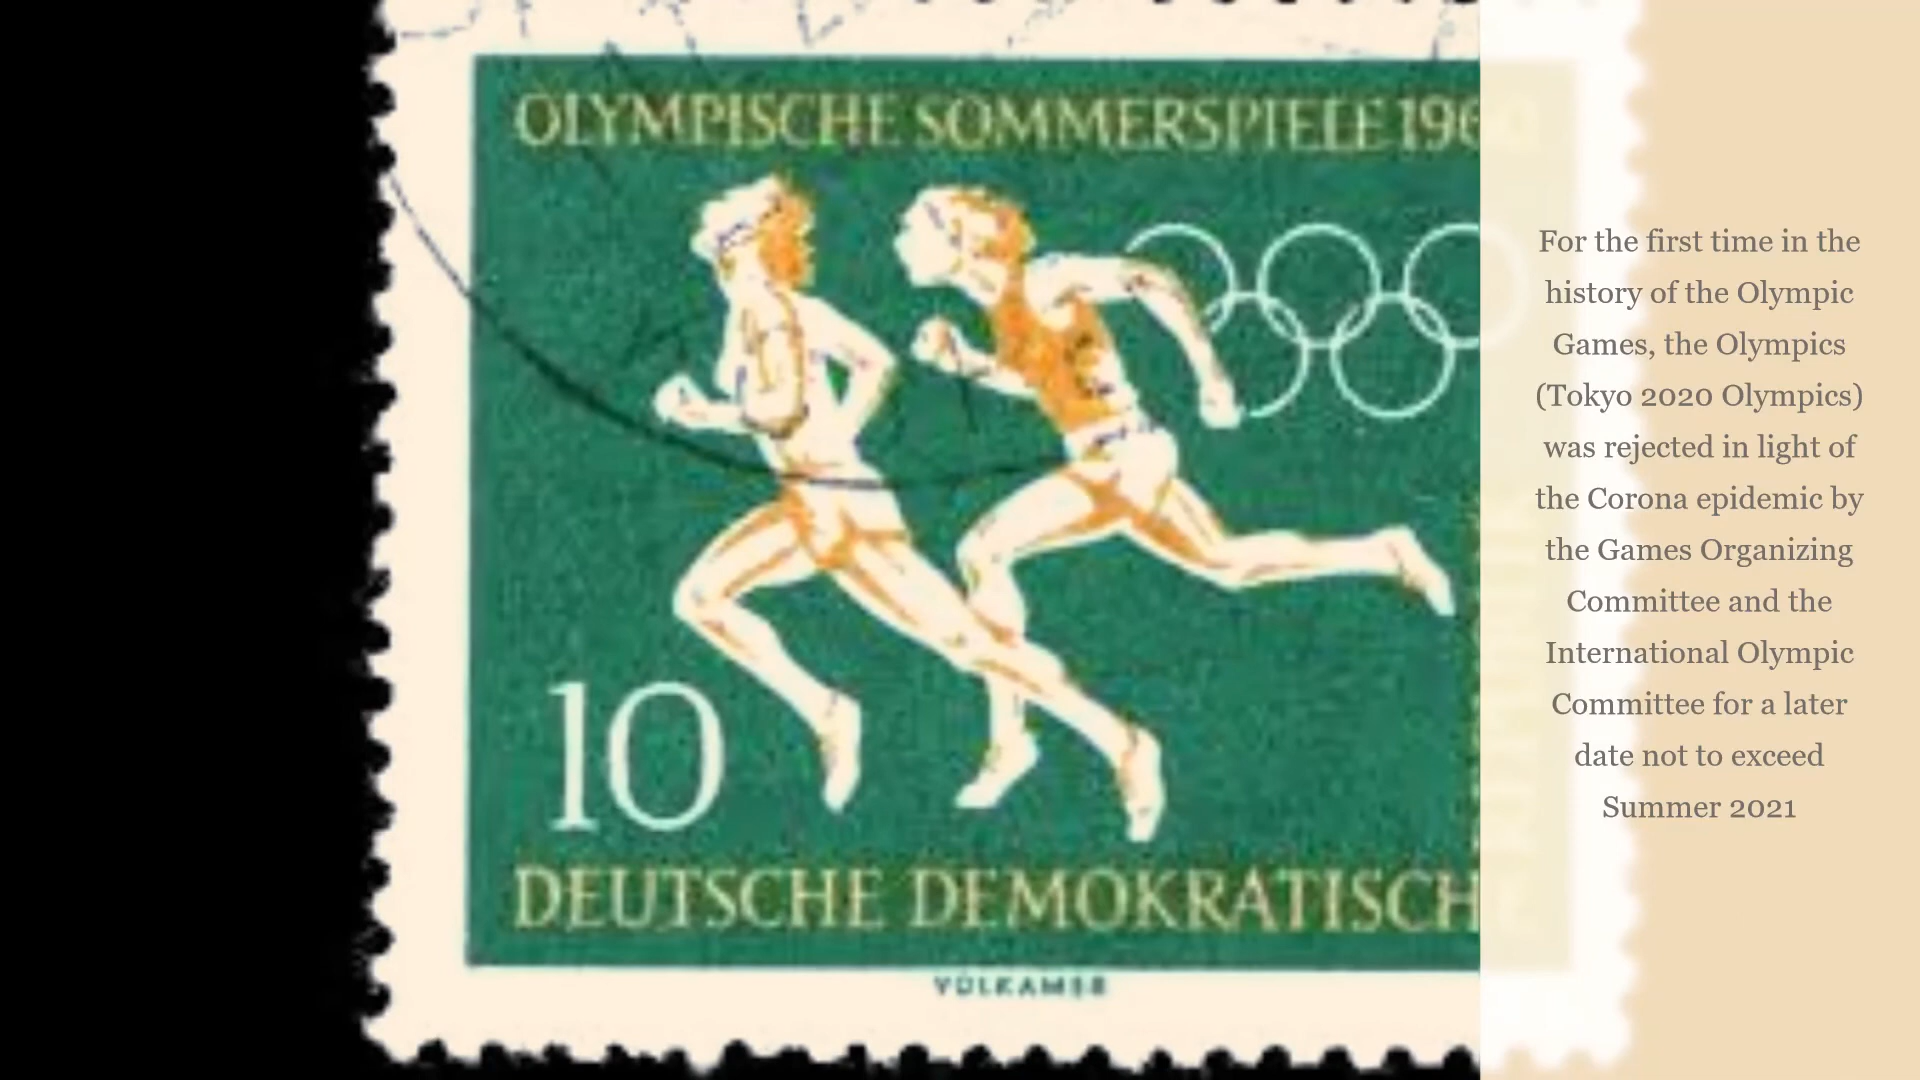 OLYMPISCHE SOMMERSPIELE 196
10
DEUTSCHE DEMOKRATISCH
VOLKAMER
For the first time in the
history of the Olympic
Games, the Olympics
(Tokyo 2020 Olympics)
was rejected in light of
the Corona epidemic by
the Games Organizing
Committee and the
International Olympic
Committee for a later
date not to exceed
Summer 2021